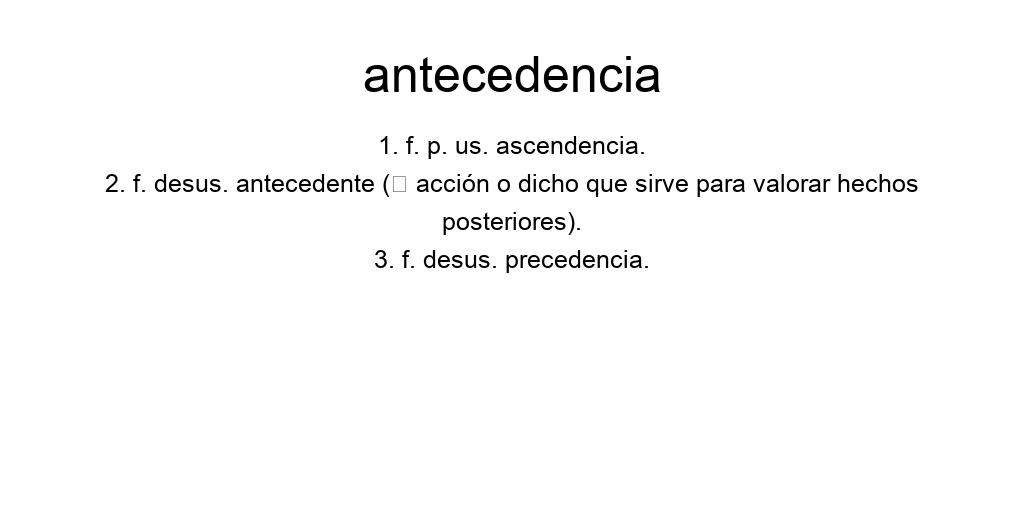 antecedencia
1. f. p. us. ascendencia.
2. f. desus. antecedente (□ acción o dicho que sirve para valorar hechos
posteriores).
3. f. desus. precedencia.